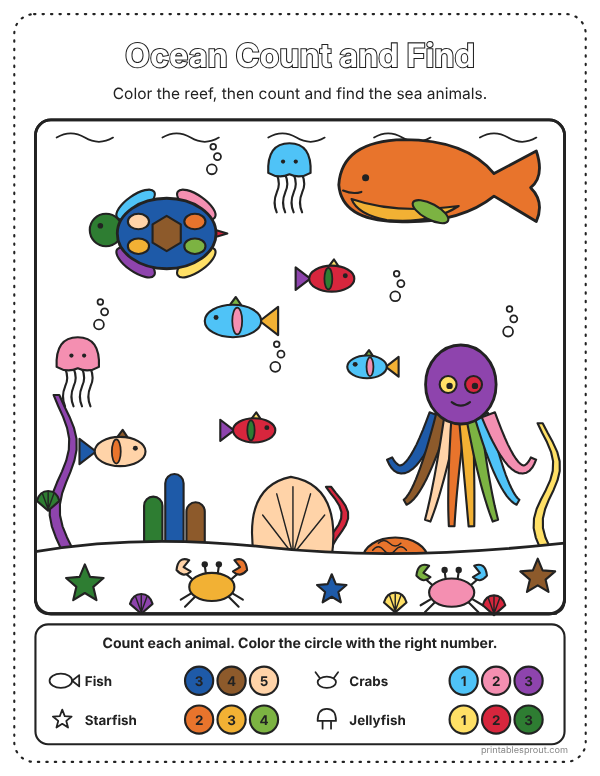 Ocean Count and Find
Color the reef, then count and find the sea animals.
Count each animal. Color the circle with the right number.
Fish 3 4 5 Crabs 1 2 3
Starfish 2 3 4 Jellyfish 1 2 3
printablesprout.com